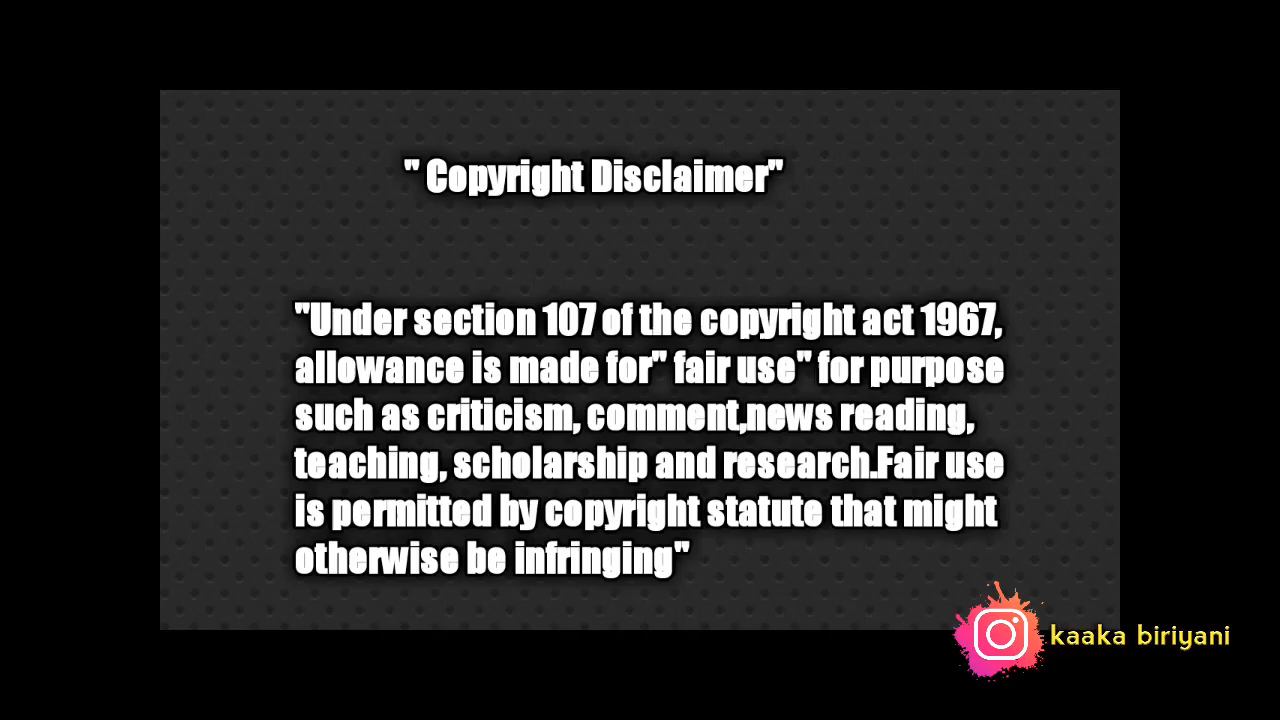 " Copyright Disclaimer"
"Under section 107 of the copyright act 1967,
allowance is made for" fair use" for purpose
such as criticism, comment,news reading,
teaching, scholarship and research.Fair use
is permitted by copyright statute that might
otherwise be infringing"
kaaka biriyani